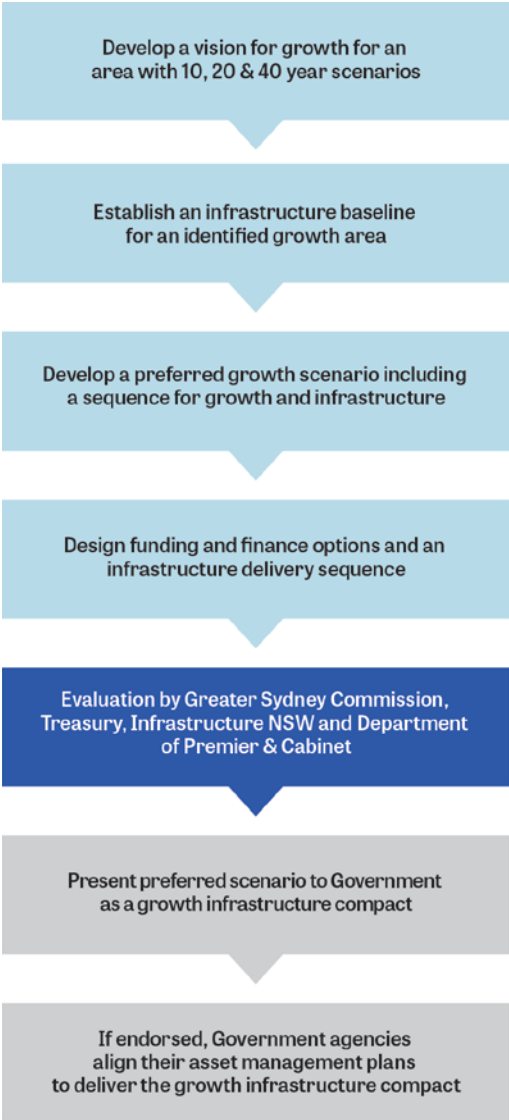 Develop a vision for growth for an
area with 10, 20 & 40 year scenarios
Establish an infrastructure baseline
for an identified growth area
Develop a preferred growth scenario including
a sequence for growth and infrastructure
Design funding and finance options and an
infrastructure delivery sequence
Evaluation by Greater Sydney Commission,
Treasury, Infrastructure NSW and Department
of Premier & Cabinet
Present preferred scenario to Government
as a growth infrastructure compact
If endorsed, Government agencies
align their asset management plans
to deliver the growth infrastructure compact